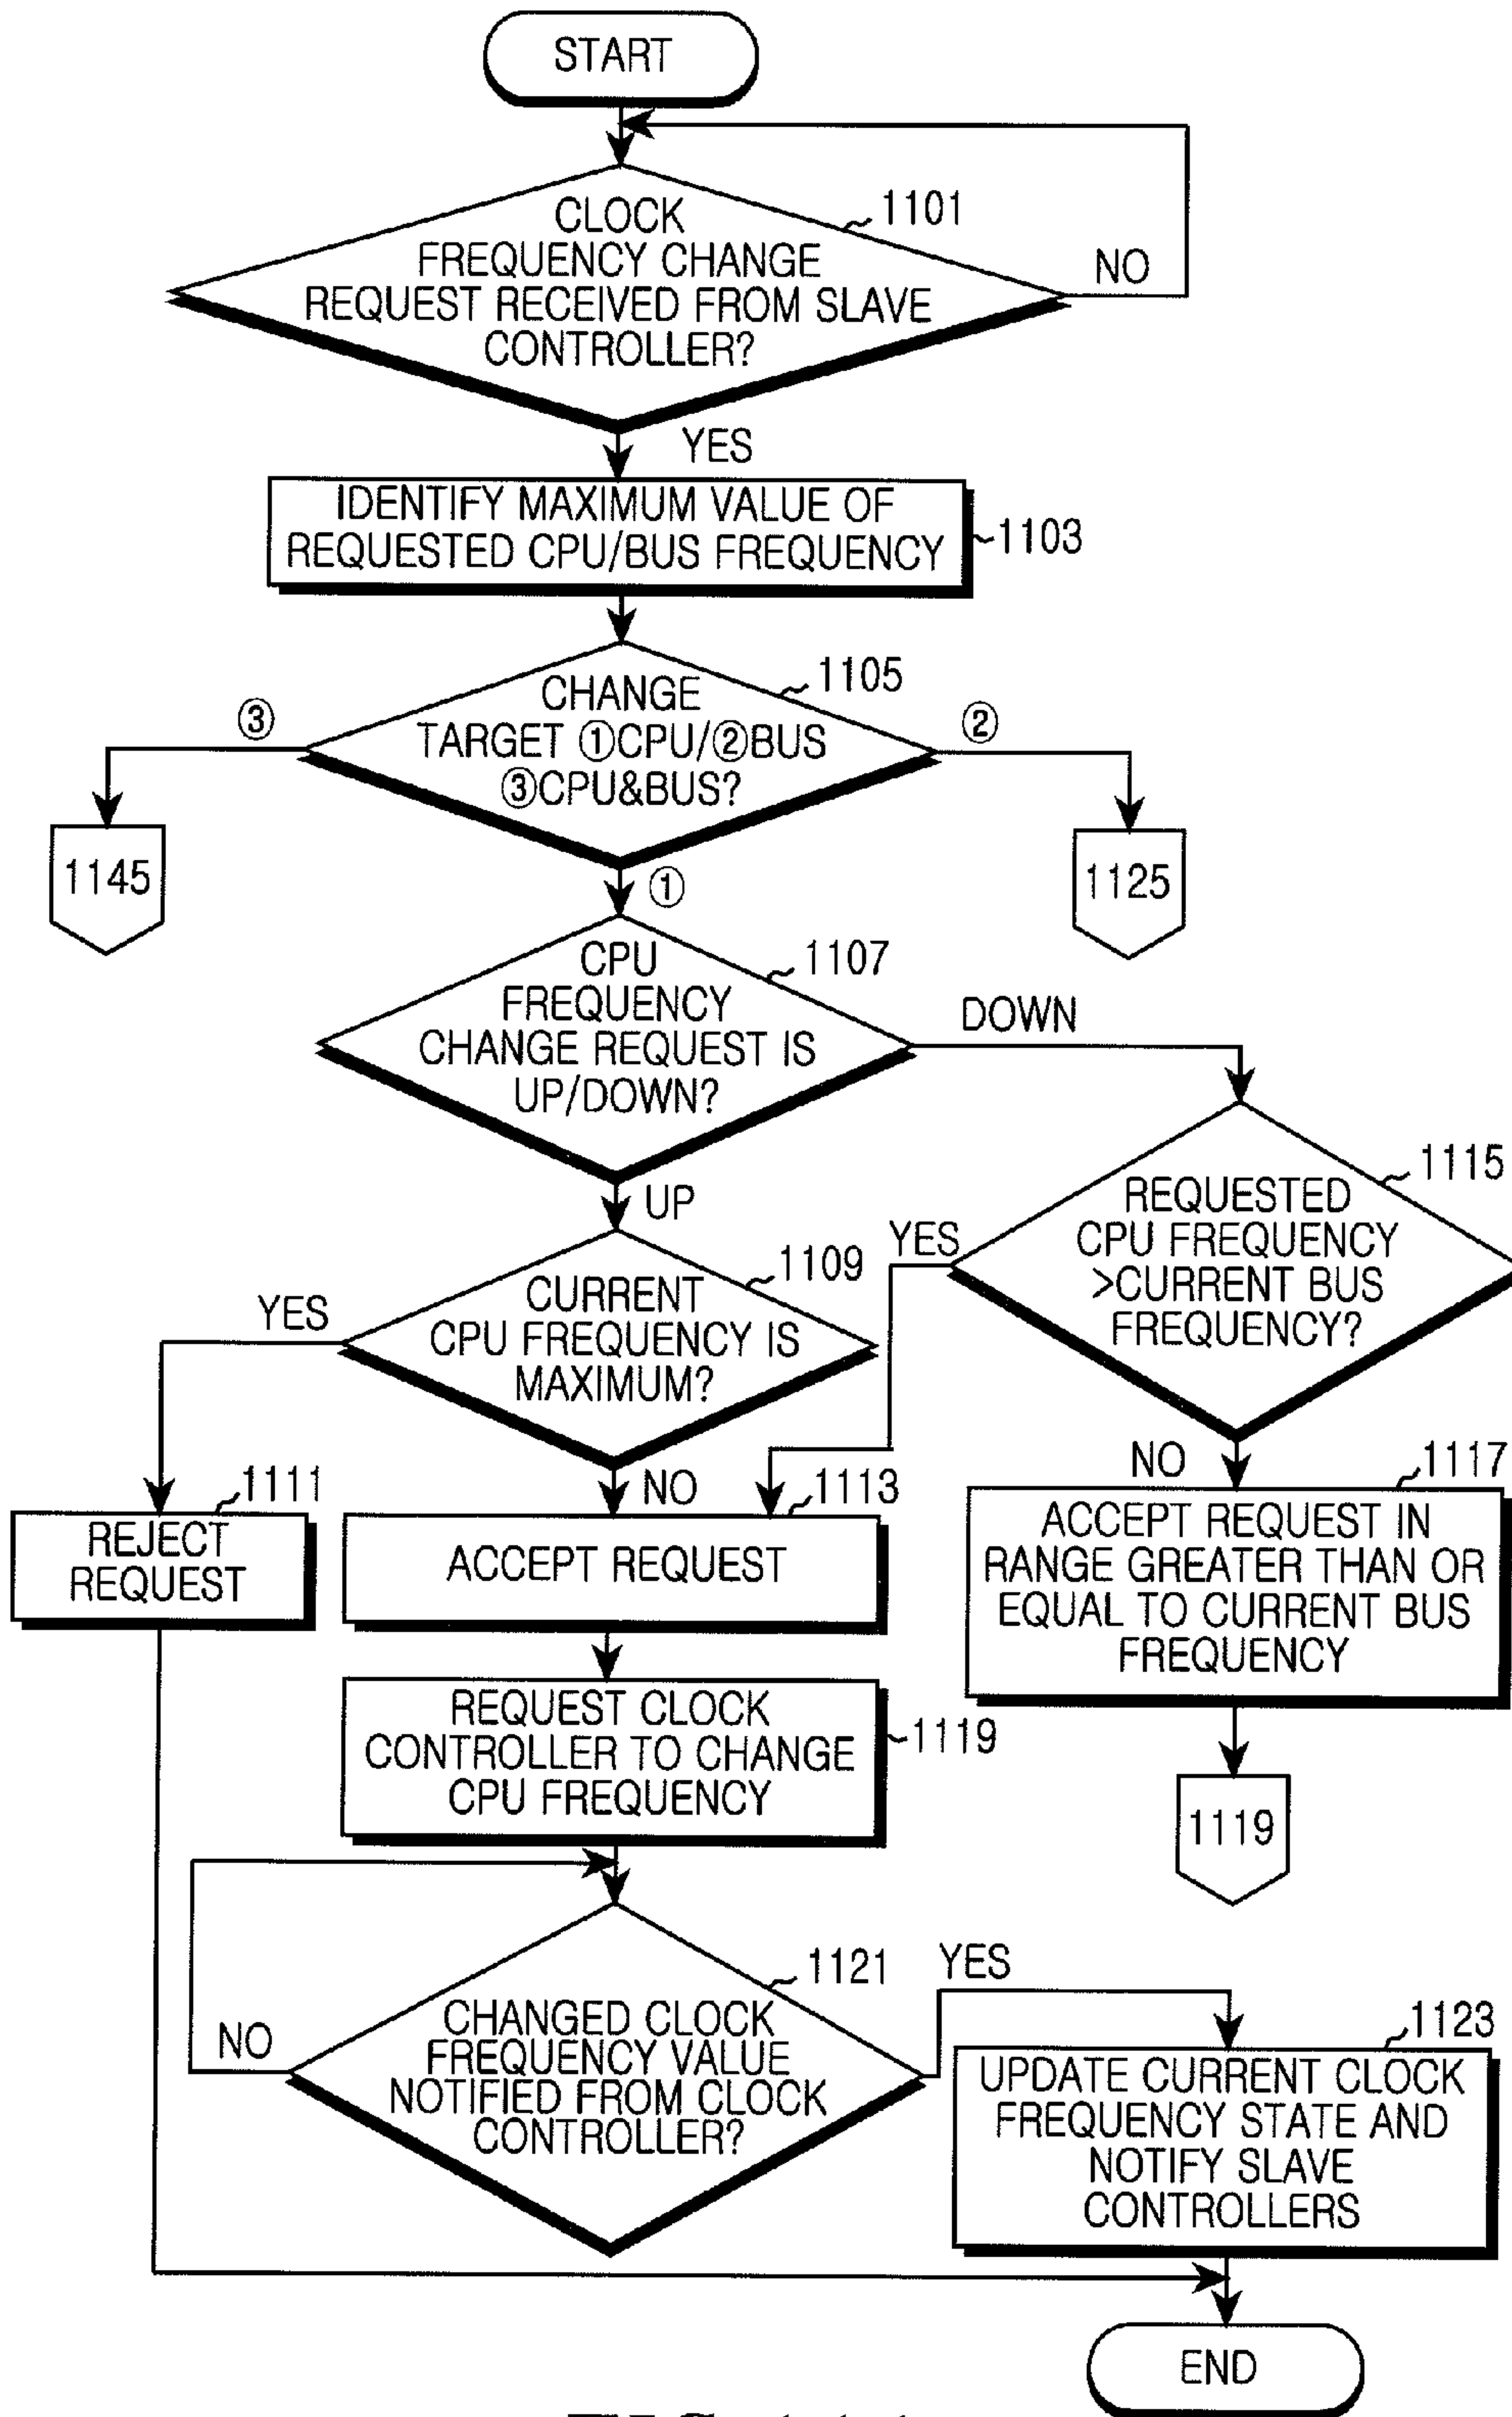 START
CLOCK
FREQUENCY CHANGE
REQUEST RECEIVED FROM SLAVE
CONTROLLER?
1101
NO
YES
IDENTIFY MAXIMUM VALUE OF
REQUESTED CPU/BUS FREQUENCY
1103
CHANGE
TARGET ①CPU/②BUS
③CPU&BUS?
1105
③
②
1145
1125
①
CPU
FREQUENCY
CHANGE REQUEST IS
UP/DOWN?
1107
DOWN
UP
REQUESTED
CPU FREQUENCY
>CURRENT BUS
FREQUENCY?
1115
YES
CURRENT
CPU FREQUENCY IS
MAXIMUM?
1109
YES
NO
NO
1111
REJECT
REQUEST
1113
ACCEPT REQUEST
1117
ACCEPT REQUEST IN
RANGE GREATER THAN OR
EQUAL TO CURRENT BUS
FREQUENCY
REQUEST CLOCK
CONTROLLER TO CHANGE
CPU FREQUENCY
1119
1119
CHANGED CLOCK
FREQUENCY VALUE
NOTIFIED FROM CLOCK
CONTROLLER?
1121
NO
YES
1123
UPDATE CURRENT CLOCK
FREQUENCY STATE AND
NOTIFY SLAVE
CONTROLLERS
END